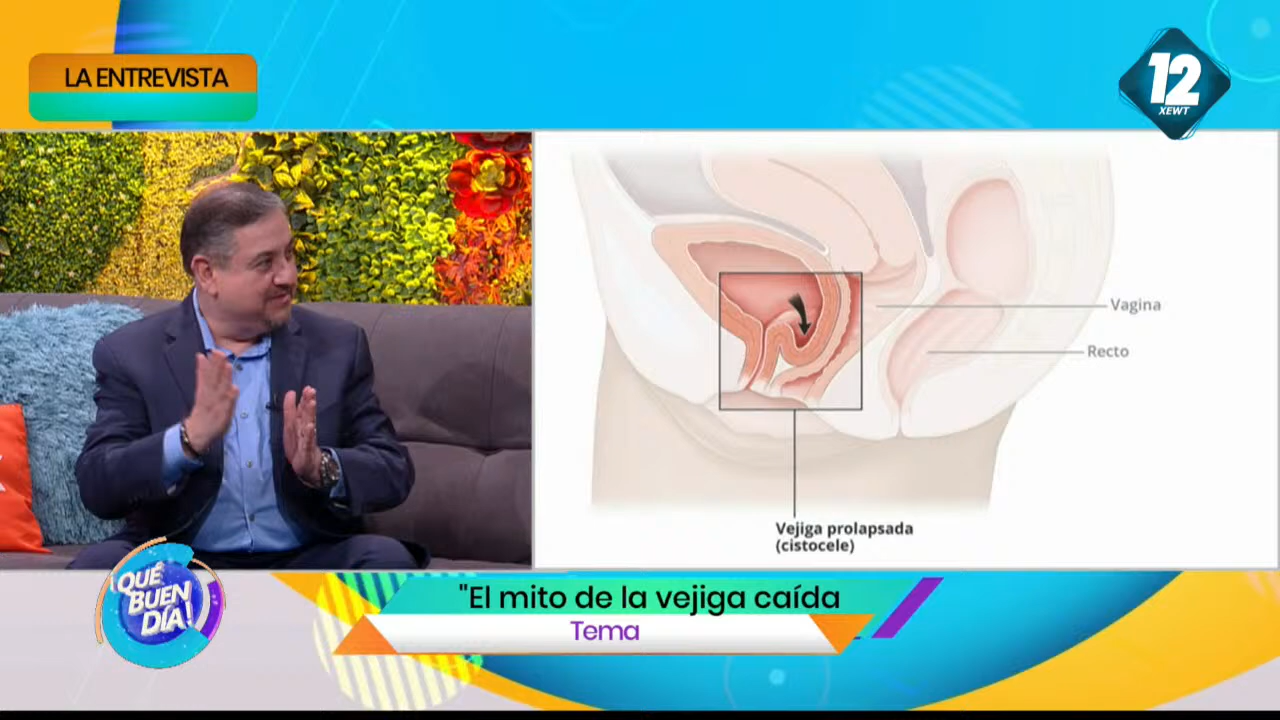 LA ENTREVISTA
12
XEWT
Vagina
Recto
Vejiga prolapsada
(cistocele)
QUÉ
BUEN
DÍA!
"El mito de la vejiga caída
Tema